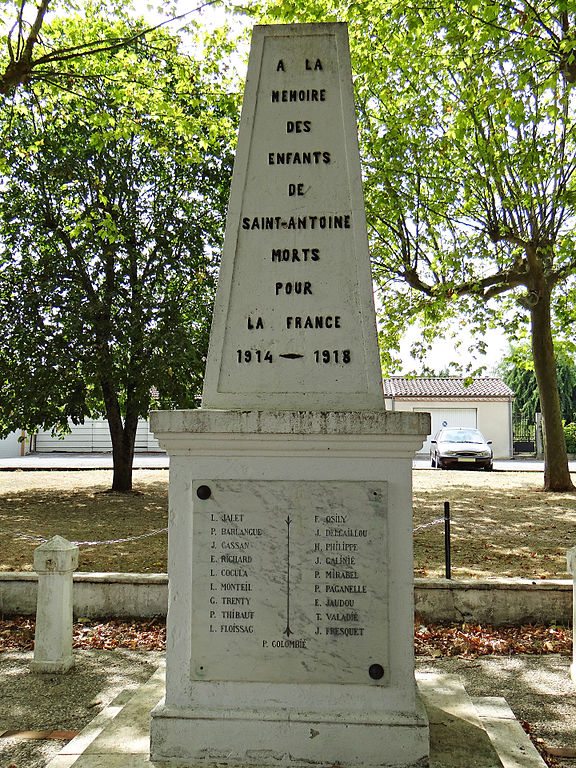 A LA
MEMOIRE
DES
ENFANTS
DE
SAINT-ANTOINE
MORTS
POUR
LA FRANCE
1914 — 1918
L. JALET
P. BARLANGUE
J. CASSAN
E. RICHARD
L. COCULA
L. MONTEIL
G. TRENTY
P. THIBAUT
L. FLOISSAC
F. OSILY
J. DELCAILLOU
H. PHILIPPE
J. GALINIÉ
P. MIRABEL
P. PAGANELLE
E. JAUDOU
T. VALADIÉ
J. FRESQUET
P. COLOMBIÉ